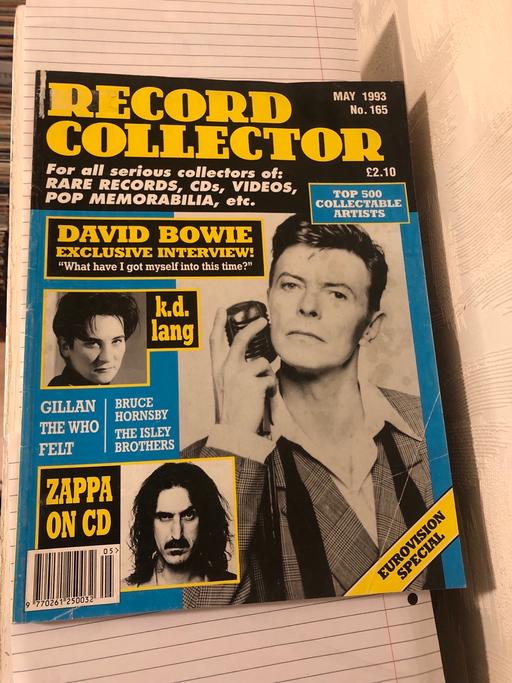 RECORD
COLLECTOR
MAY 1993
No. 165
£2.10
For all serious collectors of:
RARE RECORDS, CDs, VIDEOS,
POP MEMORABILIA, etc.
TOP 500
COLLECTABLE
ARTISTS
DAVID BOWIE
EXCLUSIVE INTERVIEW!
"What have I got myself into this time?"
k.d.
lang
GILLAN
THE WHO
FELT
BRUCE
HORNSBY
THE ISLEY
BROTHERS
ZAPPA
ON CD
EUROVISION
SPECIAL
05>
9 770261 250032